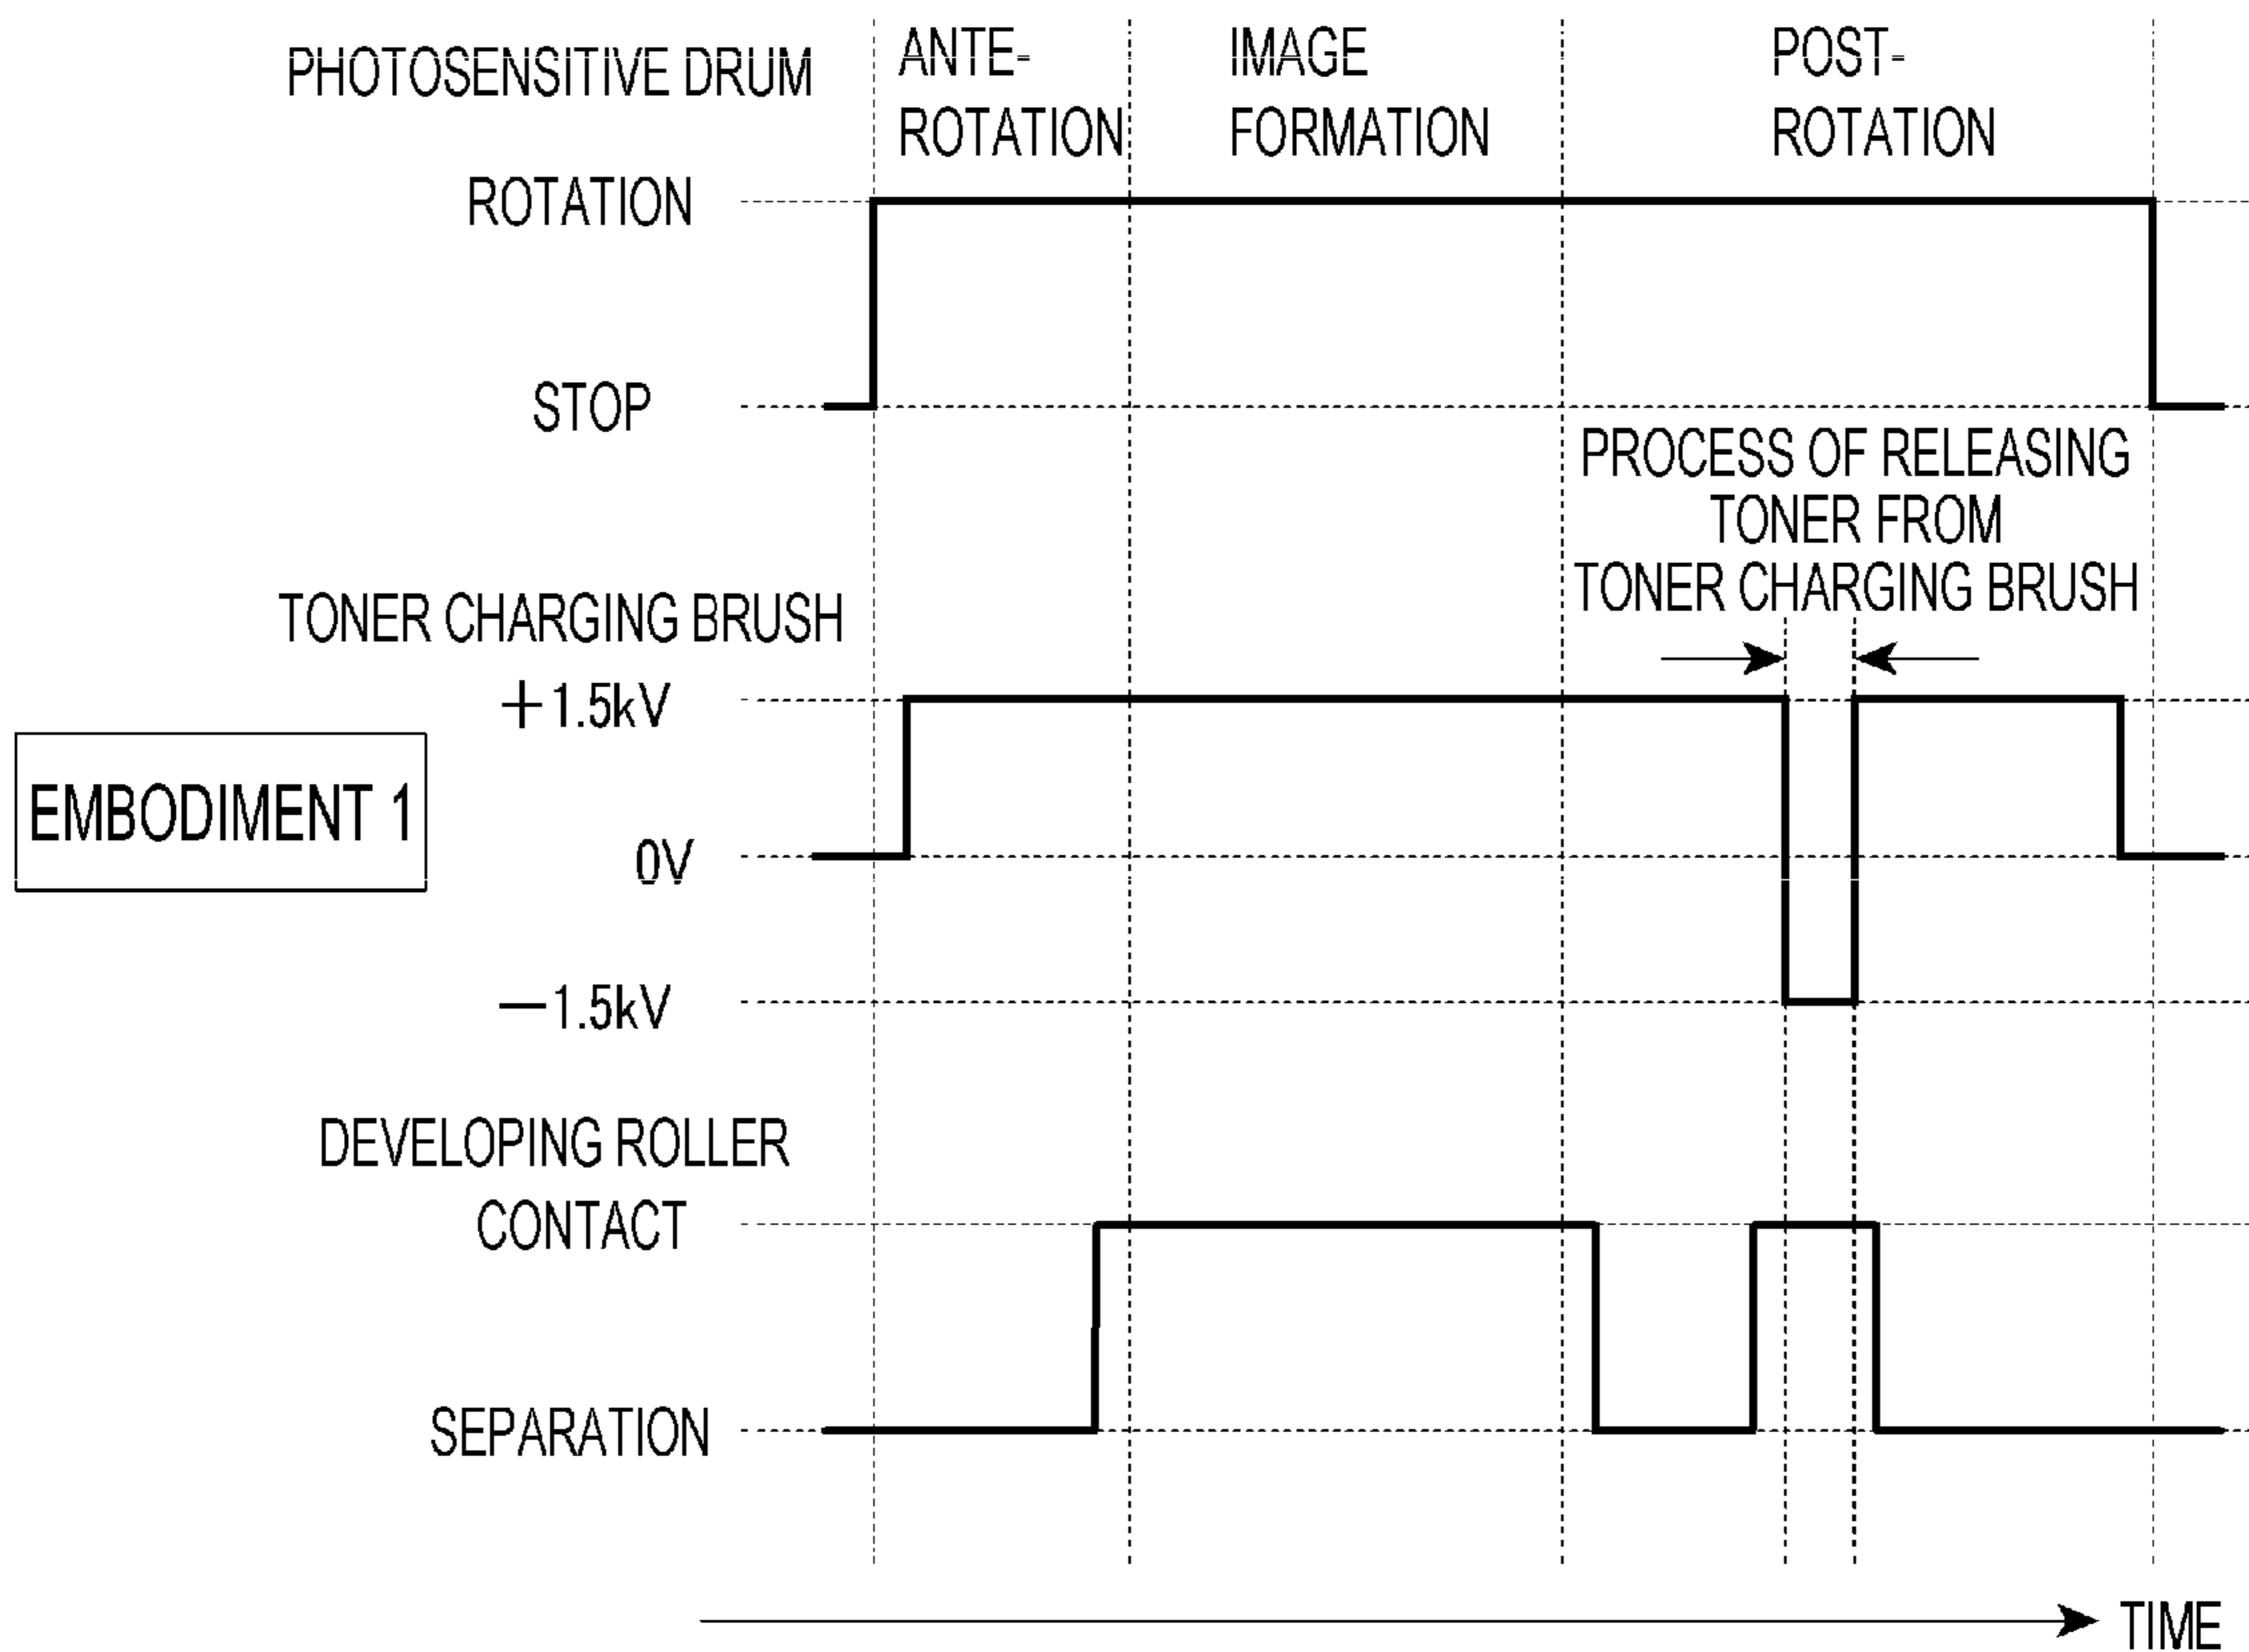 PHOTOSENSITIVE DRUM
ANTE-
ROTATION
IMAGE
FORMATION
POST-
ROTATION
ROTATION
STOP
PROCESS OF RELEASING
TONER FROM
TONER CHARGING BRUSH
TONER CHARGING BRUSH
+1.5kV
EMBODIMENT 1
0V
−1.5kV
DEVELOPING ROLLER
CONTACT
SEPARATION
TIME